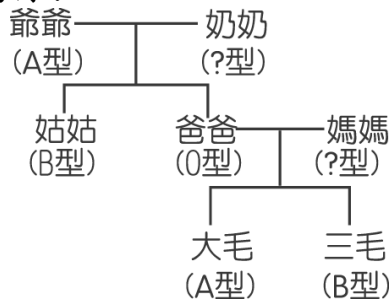 爺爺 奶奶
(A型) (?型)
姑姑 爸爸 媽媽
(B型) (O型) (?型)
大毛 三毛
(A型) (B型)